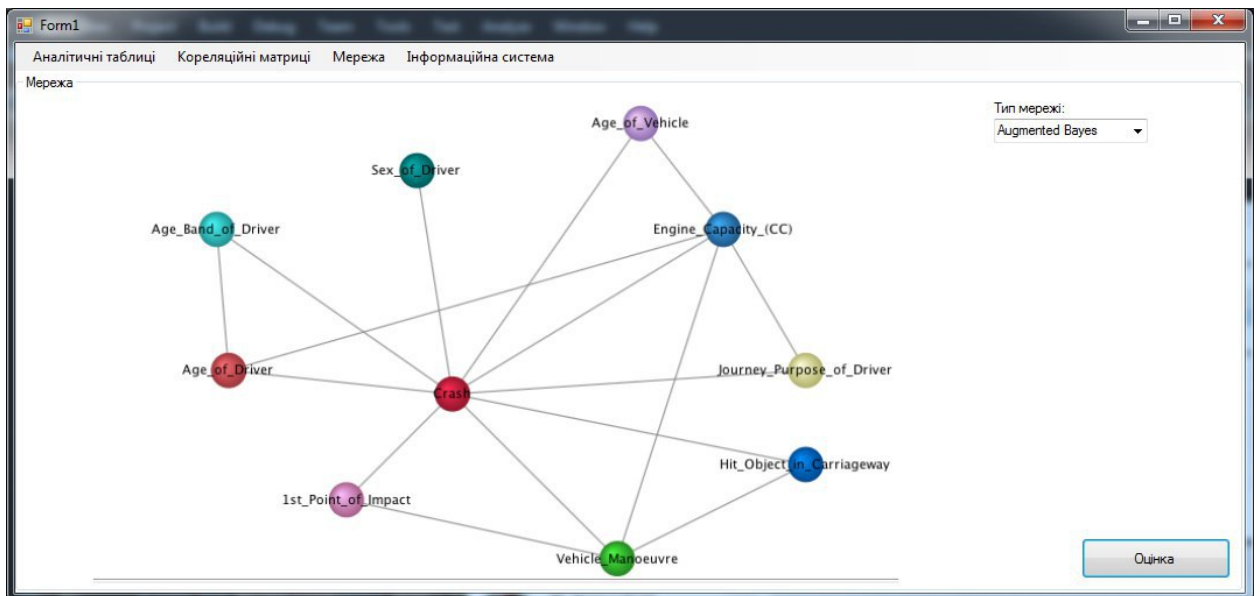 Form1
Аналітичні таблиці Кореляційні матриці Мережа Інформаційна система
Мережа
Тип мережі:
Augmented Bayes
Age_of_Vehicle
Sex_of_Driver
Age_Band_of_Driver
Engine_Capacity_(CC)
Age_of_Driver
Journey_Purpose_of_Driver
Crash
Hit_Object_in_Carriageway
1st_Point_of_Impact
Vehicle_Manoeuvre
Оцінка